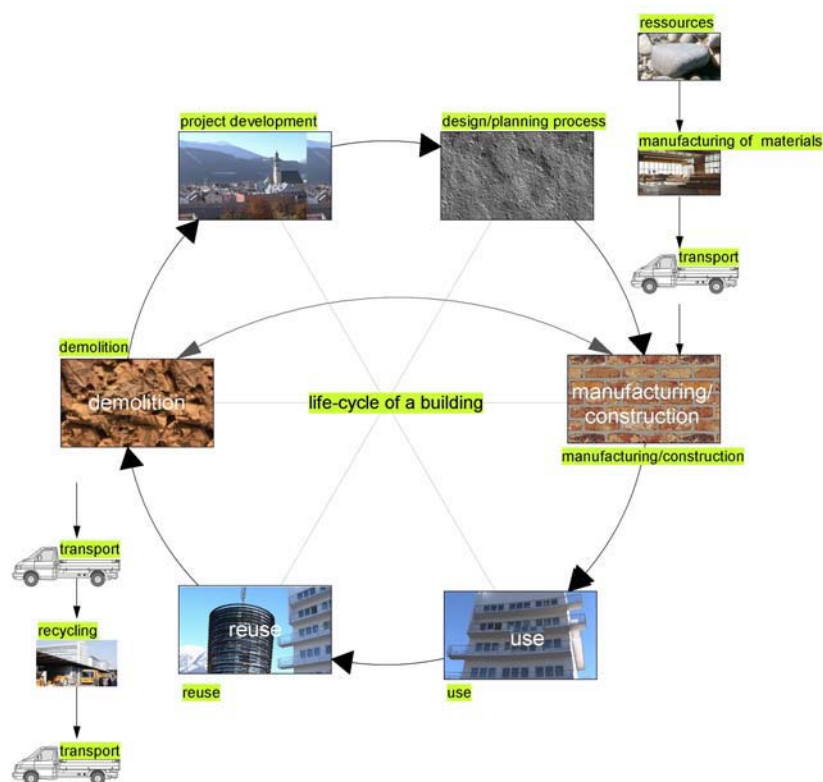 ressources
project development
design/planning process
manufacturing of materials
transport
demolition
demolition
life-cycle of a building
manufacturing/
construction
manufacturing/construction
transport
reuse
use
recycling
reuse
use
transport